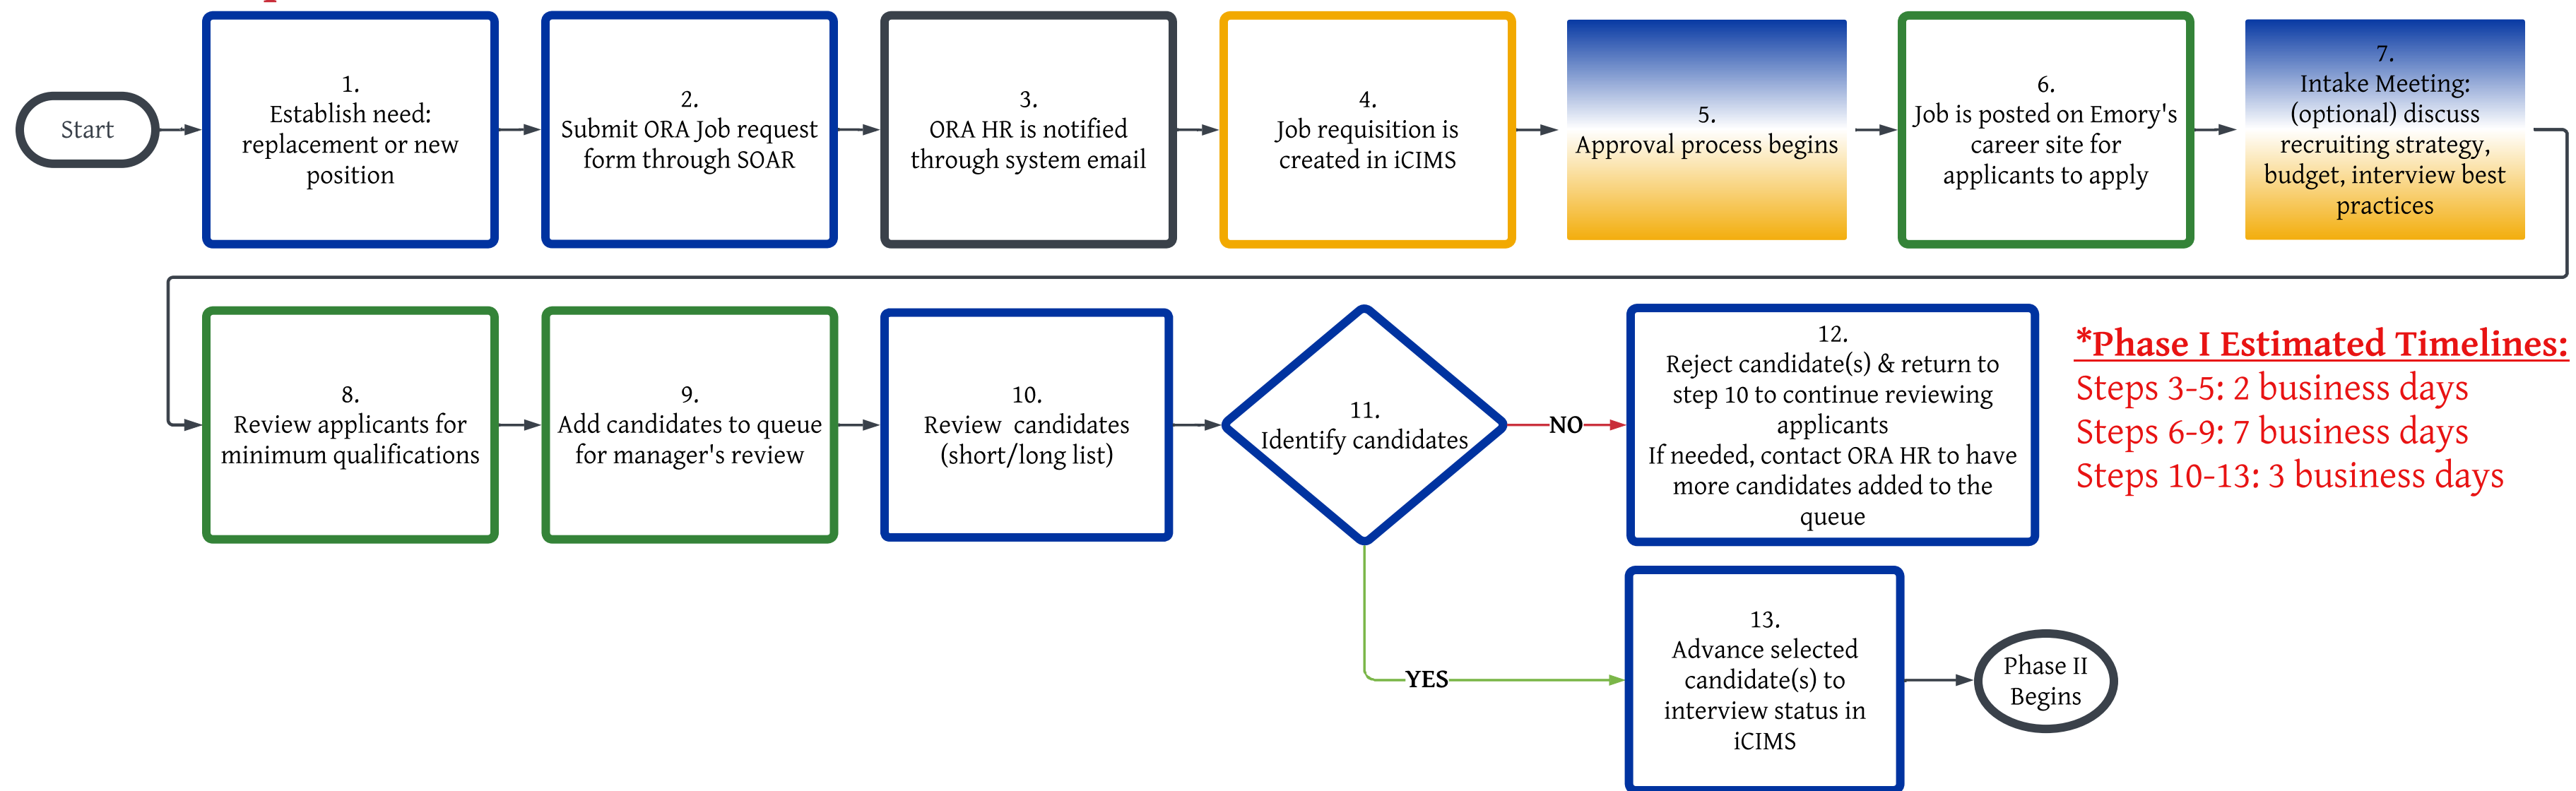 Start
1.
Establish need:
replacement or new
position
2.
Submit ORA Job request
form through SOAR
3.
ORA HR is notified
through system email
4.
Job requisition is
created in iCIMS
5.
Approval process begins
6.
Job is posted on Emory's
career site for
applicants to apply
7.
Intake Meeting:
(optional) discuss
recruiting strategy,
budget, interview best
practices
8.
Review applicants for
minimum qualifications
9.
Add candidates to queue
for manager's review
10.
Review candidates
(short/long list)
11.
Identify candidates
NO
12.
Reject candidate(s) & return to
step 10 to continue reviewing
applicants
If needed, contact ORA HR to have
more candidates added to the
queue
*Phase I Estimated Timelines:
Steps 3-5: 2 business days
Steps 6-9: 7 business days
Steps 10-13: 3 business days
YES
13.
Advance selected
candidate(s) to
interview status in
iCIMS
Phase II
Begins